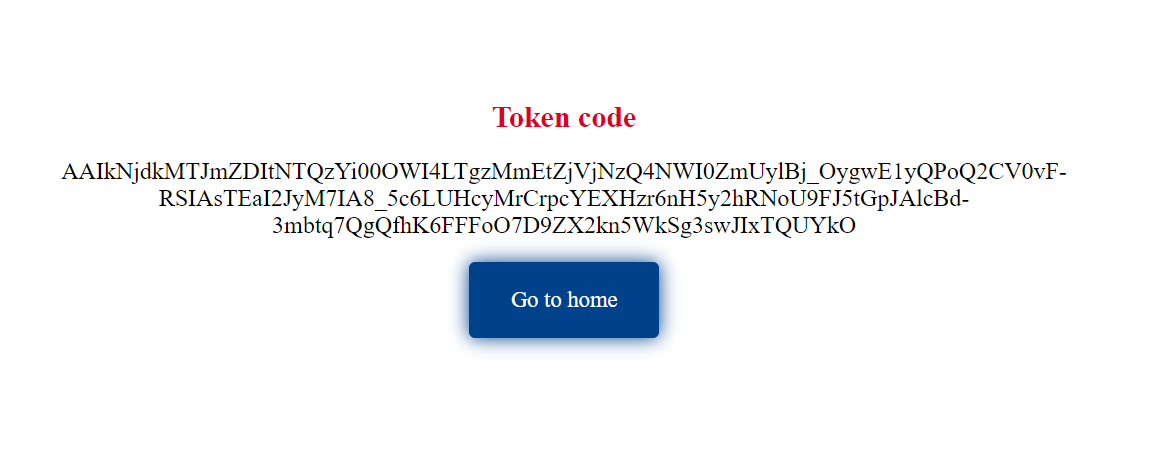 Token code
AAIkNjdkMTJmZDItNTQzYi00OWI4LTgzMmEtZjVjNzQ4NWI0ZmUylBj_OygwE1yQPoQ2CV0vF-
RSIAsTEaI2JyM7IA8_5c6LUHcyMrCrpcYEXHzr6nH5y2hRNoU9FJ5tGpJAlcBd-
3mbtq7QgQfhK6FFFoO7D9ZX2kn5WkSg3swJIxTQUYkO
Go to home